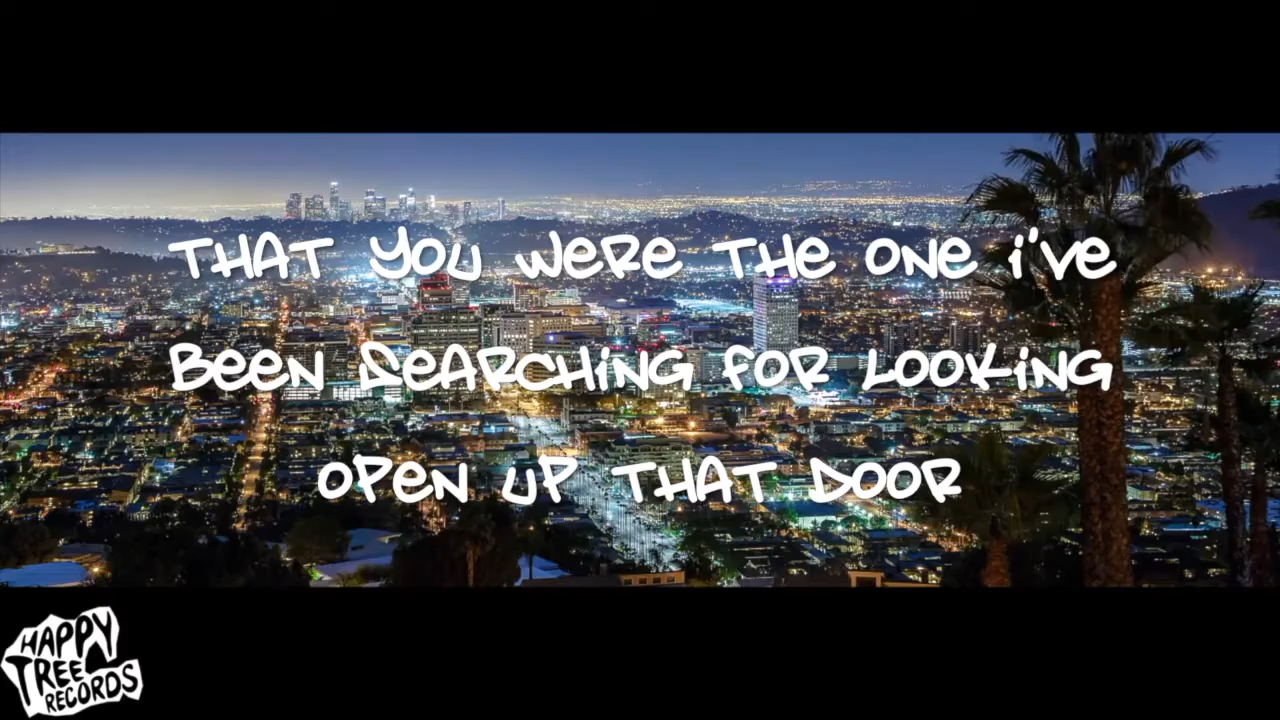 THAT YOU WERE THE ONE I'VE
BEEN SEARCHING FOR LOOKING
OPEN UP THAT DOOR
HAPPY
TREE
RECORDS